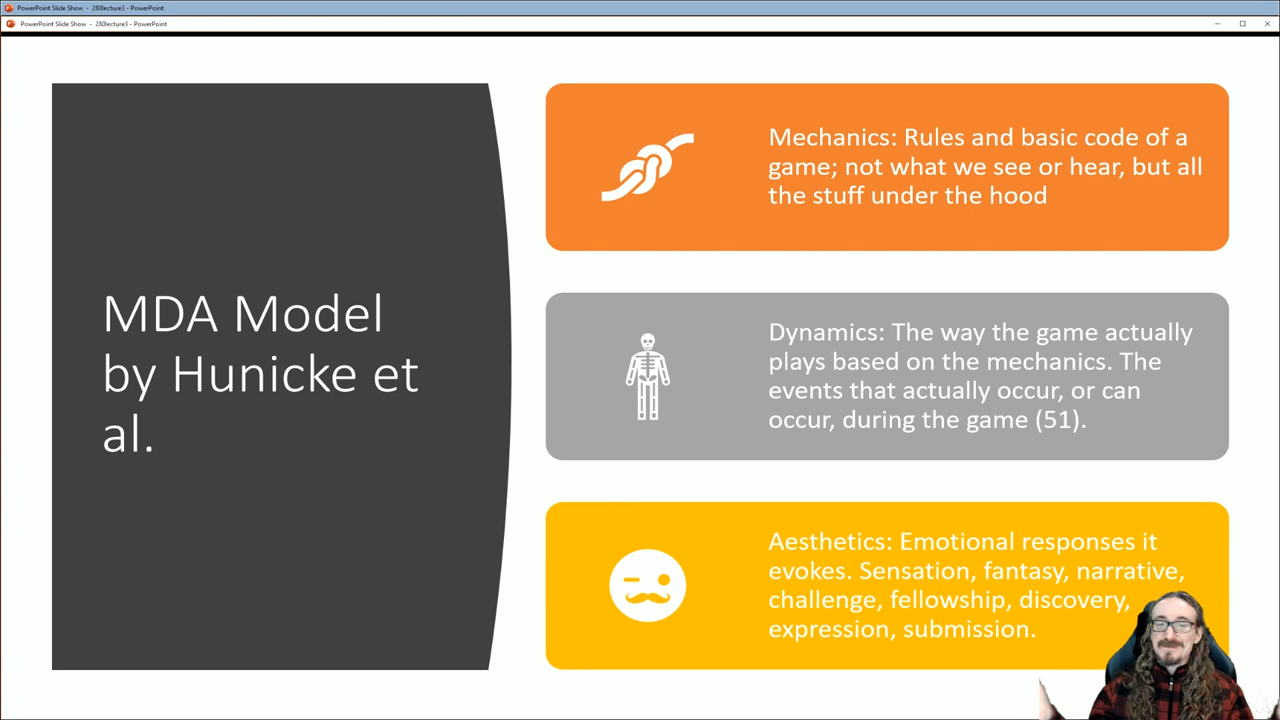 PowerPoint Slide Show - 280lecture3 - PowerPoint
PowerPoint Slide Show - 280lecture3 - PowerPoint
MDA Model
by Hunicke et
al.
Mechanics: Rules and basic code of a
game; not what we see or hear, but all
the stuff under the hood
Dynamics: The way the game actually
plays based on the mechanics. The
events that actually occur, or can
occur, during the game (51).
Aesthetics: Emotional responses it
evokes. Sensation, fantasy, narrative,
challenge, fellowship, discovery,
expression, submission.